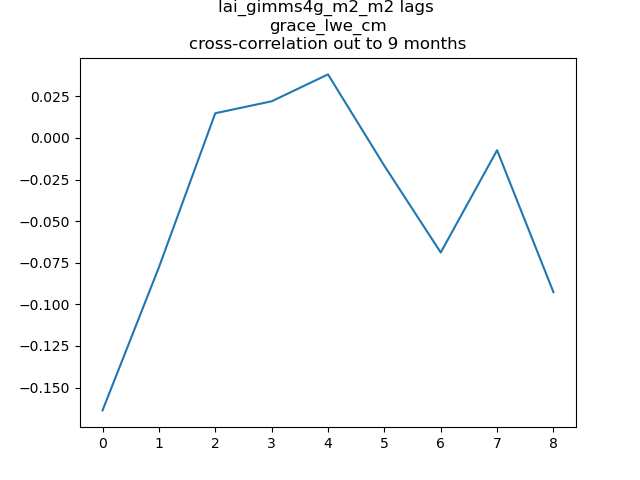 lai_gimms4g_m2_m2 lags
grace_lwe_cm
cross-correlation out to 9 months
0.025
0.000
−0.025
−0.050
−0.075
−0.100
−0.125
−0.150
0 1 2 3 4 5 6 7 8